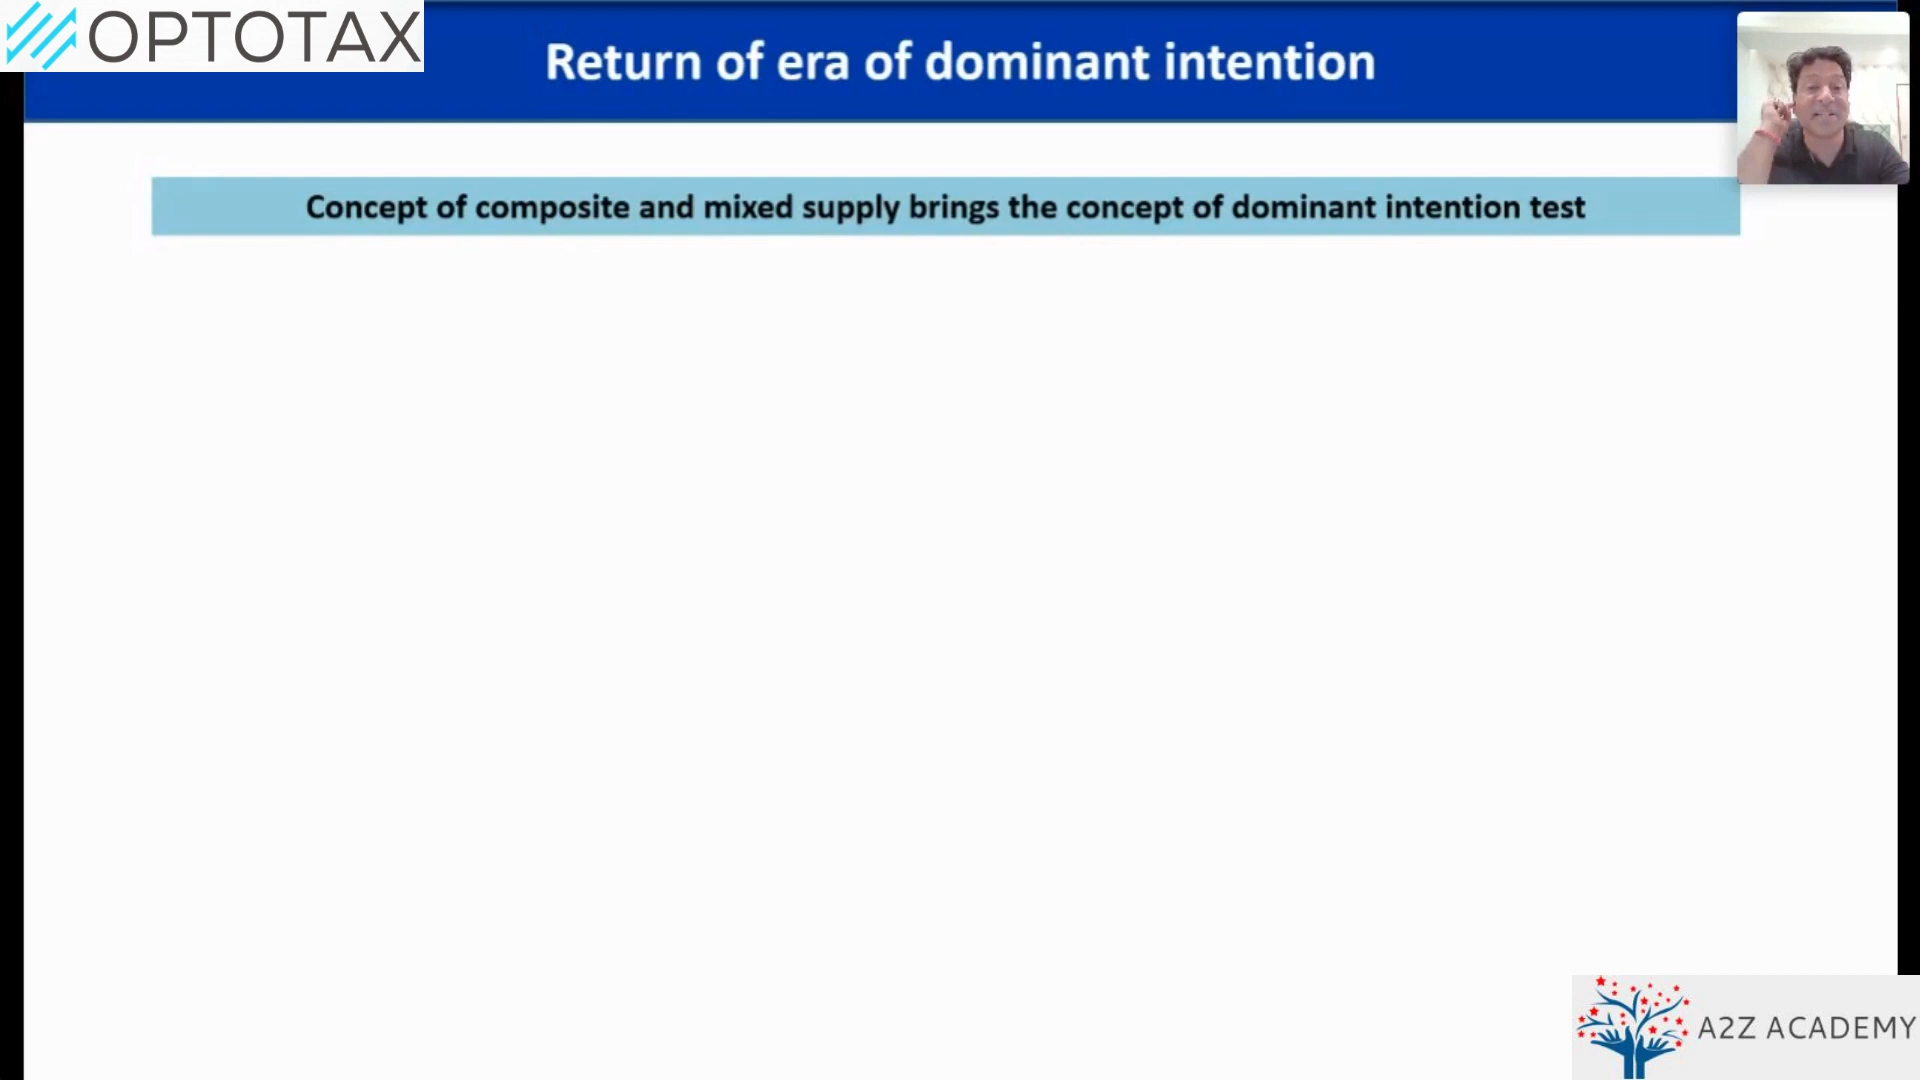 OPTOTAX
Return of era of dominant intention
Concept of composite and mixed supply brings the concept of dominant intention test
A2Z ACADEMY